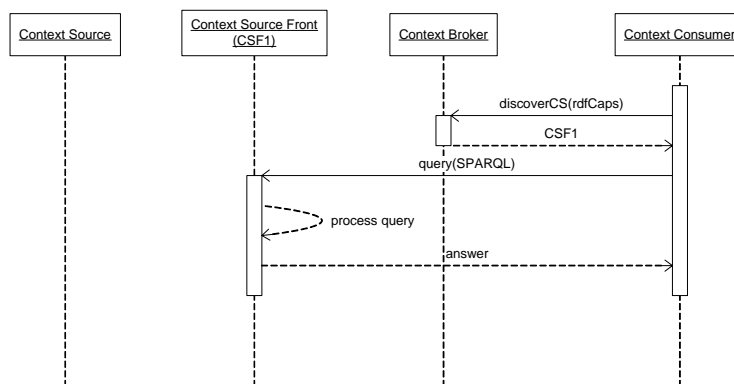 Context Source
Context Source Front
(CSF1)
Context Broker
Context Consumer
discoverCS(rdfCaps)
CSF1
query(SPARQL)
process query
answer